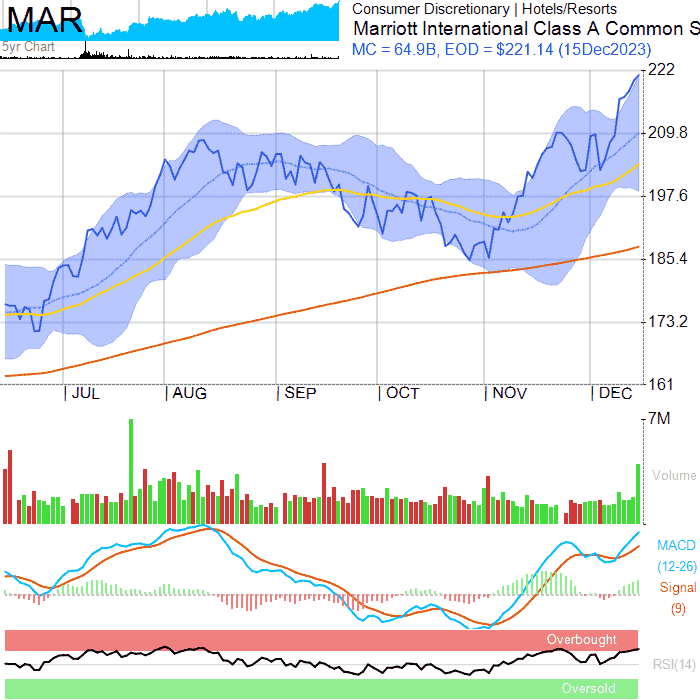 MAR
5yr Chart
Consumer Discretionary | Hotels/Resorts
Marriott International Class A Common S
MC = 64.9B, EOD = $221.14 (15Dec2023)
222
209.8
197.6
185.4
173.2
161
JUL AUG SEP OCT NOV DEC
7M
Volume
MACD
(12-26)
Signal
(9)
Overbought
RSI(14)
Oversold